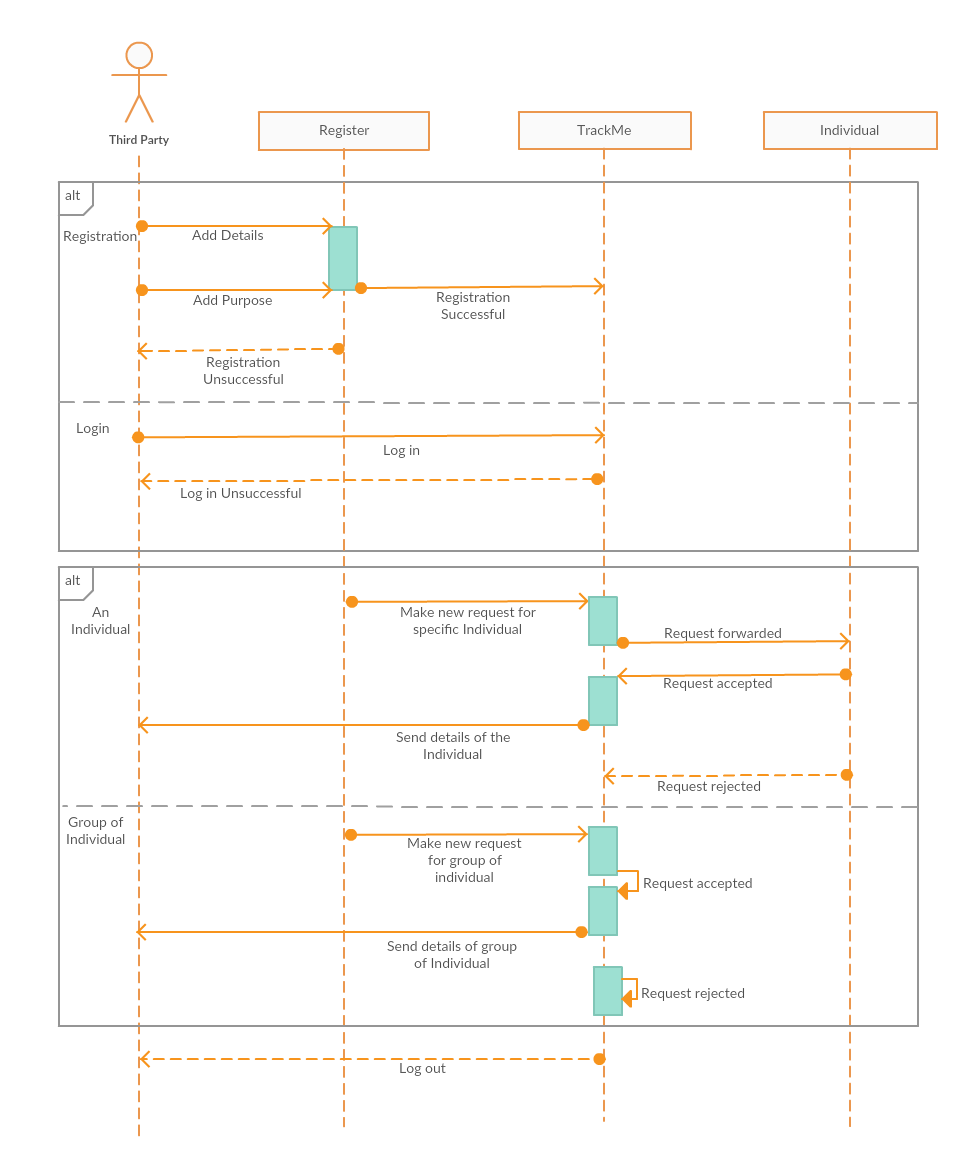 Third Party
Register
TrackMe
Individual
alt
Registration
Add Details
Add Purpose
Registration
Successful
Registration
Unsuccessful
Login
Log in
Log in Unsuccessful
alt
An
Individual
Make new request for
specific Individual
Request forwarded
Request accepted
Send details of the
Individual
Request rejected
Group of
Individual
Make new request
for group of
individual
Request accepted
Send details of group
of Individual
Request rejected
Log out